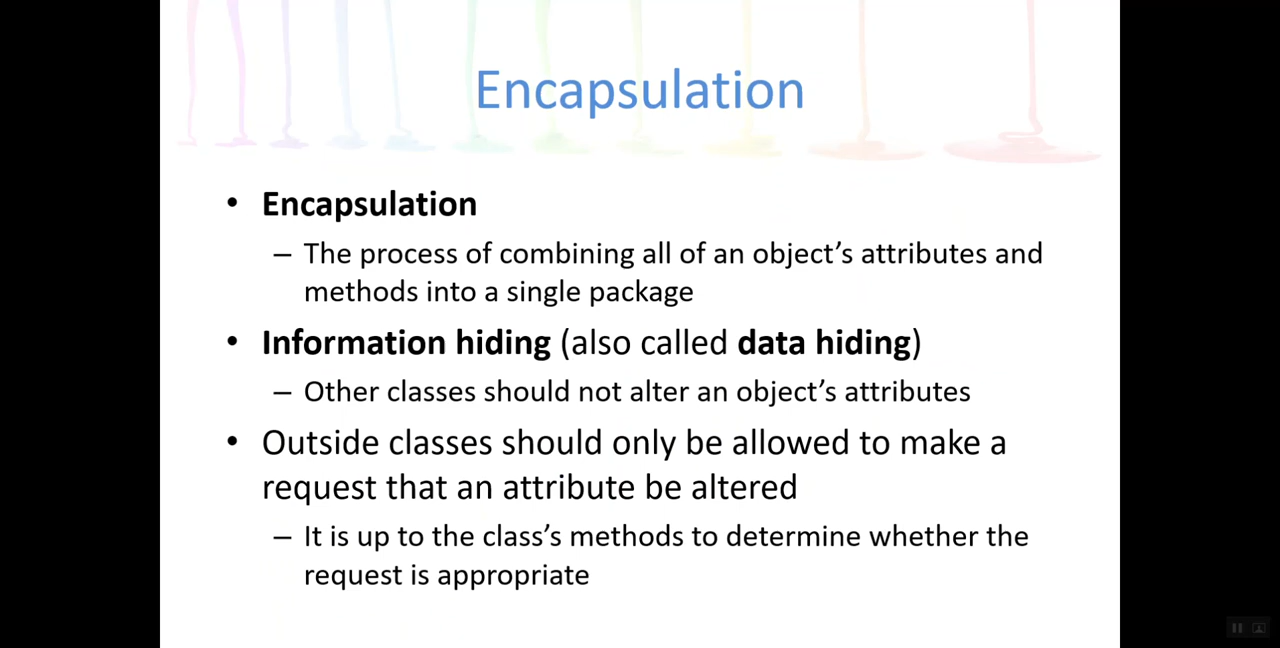 Encapsulation
• Encapsulation
– The process of combining all of an object’s attributes and
methods into a single package
• Information hiding (also called data hiding)
– Other classes should not alter an object’s attributes
• Outside classes should only be allowed to make a
request that an attribute be altered
– It is up to the class’s methods to determine whether the
request is appropriate